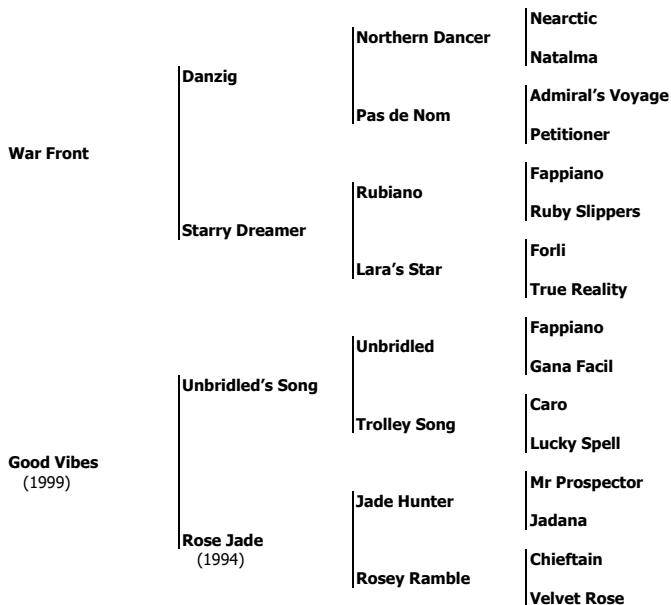 War Front
Danzig
Northern Dancer
Nearctic
Natalma
Pas de Nom
Admiral's Voyage
Petitioner
Starry Dreamer
Rubiano
Fappiano
Ruby Slippers
Lara's Star
Forli
True Reality
Good Vibes
(1999)
Unbridled's Song
Unbridled
Fappiano
Gana Facil
Trolley Song
Caro
Lucky Spell
Rose Jade
(1994)
Jade Hunter
Mr Prospector
Jadana
Rosey Ramble
Chieftain
Velvet Rose